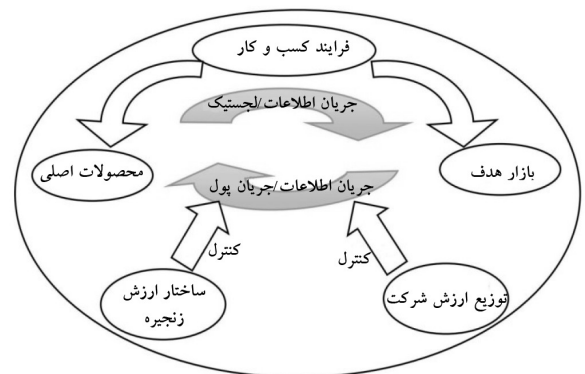 فرایند کسب و کار
جریان اطلاعات/لجستیک
محصولات اصلی
بازار هدف
جریان اطلاعات/جریان پول
کنترل
کنترل
ساختار ارزش
زنجیره
توزیع ارزش شرکت